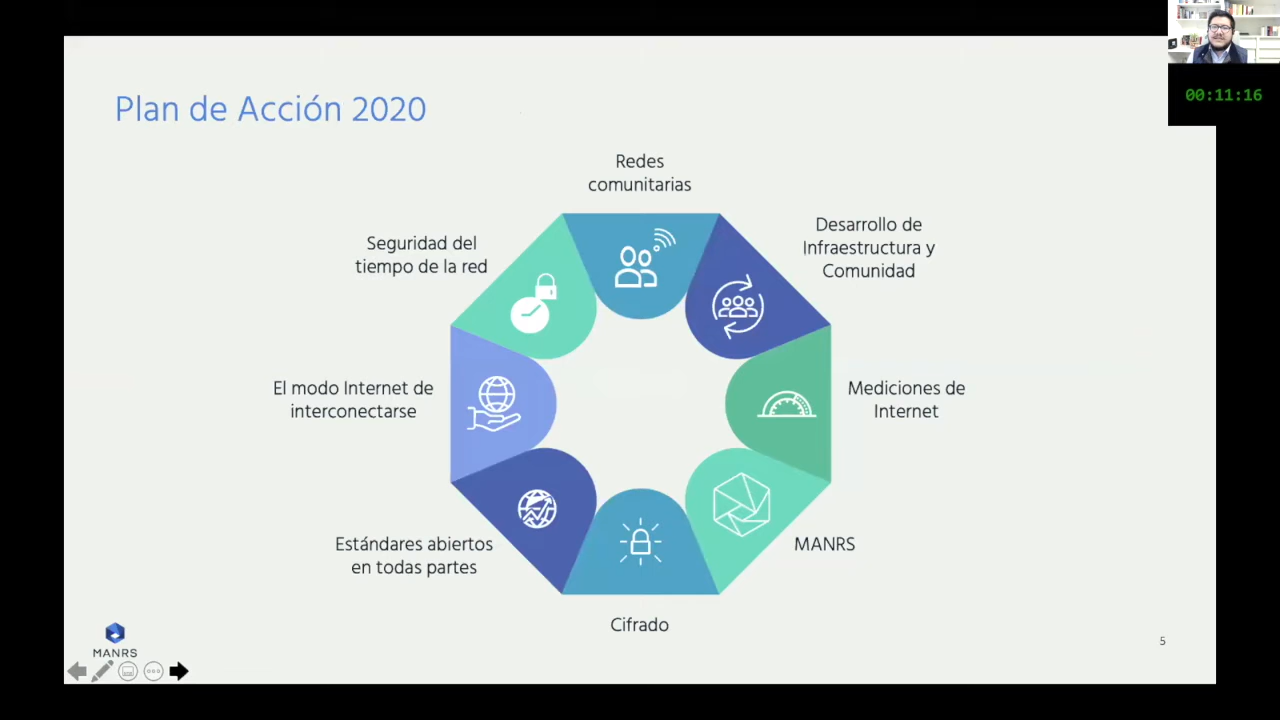 00:11:16
Plan de Acción 2020
Redes
comunitarias
Desarrollo de
Infraestructura y
Comunidad
Seguridad del
tiempo de la red
El modo Internet de
interconectarse
Mediciones de
Internet
Estándares abiertos
en todas partes
MANRS
Cifrado
MANRS
5